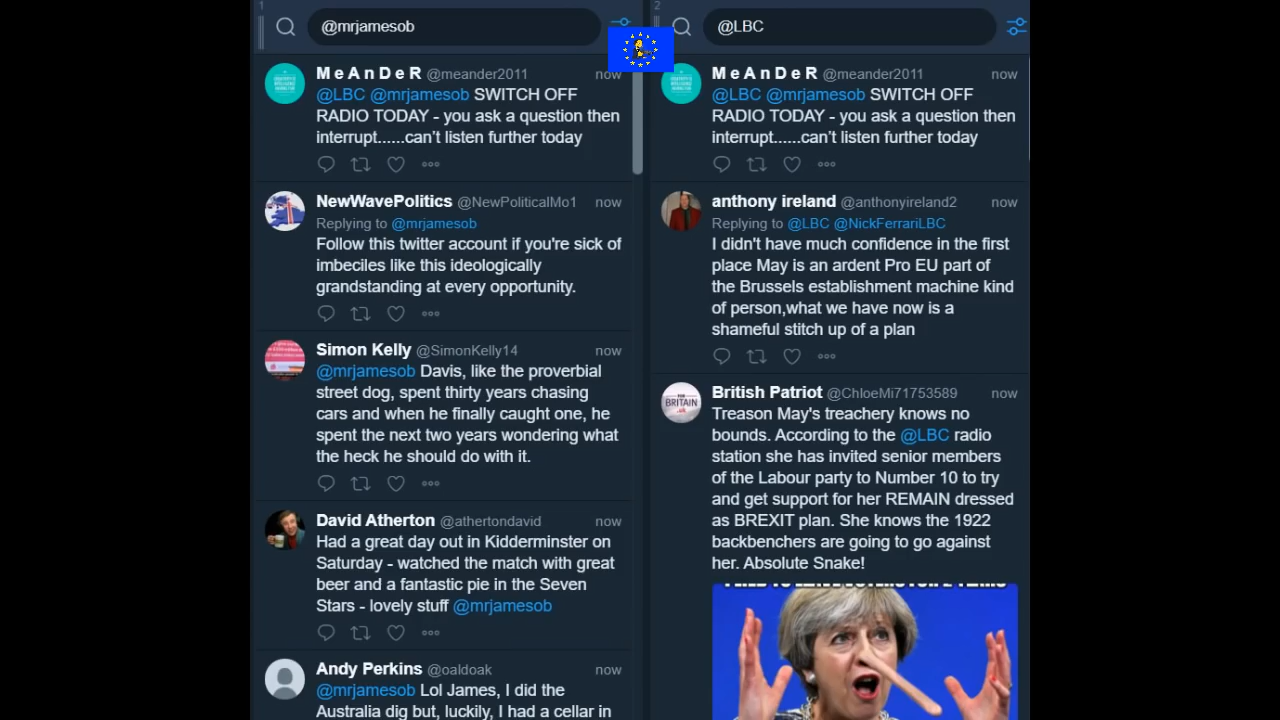 1
@mrjamesob
M e A n D e R @meander2011 now
@LBC @mrjamesob SWITCH OFF
RADIO TODAY - you ask a question then
interrupt......can't listen further today
NewWavePolitics @NewPoliticalMo1 now
Replying to @mrjamesob
Follow this twitter account if you're sick of
imbeciles like this ideologically
grandstanding at every opportunity.
Simon Kelly @SimonKelly14 now
@mrjamesob Davis, like the proverbial
street dog, spent thirty years chasing
cars and when he finally caught one, he
spent the next two years wondering what
the heck he should do with it.
David Atherton @athertondavid now
Had a great day out in Kidderminster on
Saturday - watched the match with great
beer and a fantastic pie in the Seven
Stars - lovely stuff @mrjamesob
Andy Perkins @oaldoak now
@mrjamesob Lol James, I did the
Australia dig but, luckily, I had a cellar in
2
@LBC
M e A n D e R @meander2011 now
@LBC @mrjamesob SWITCH OFF
RADIO TODAY - you ask a question then
interrupt......can't listen further today
anthony ireland @anthonyireland2 now
Replying to @LBC @NickFerrariLBC
I didn't have much confidence in the first
place May is an ardent Pro EU part of
the Brussels establishment machine kind
of person,what we have now is a
shameful stitch up of a plan
British Patriot @ChloeMi71753589 now
Treason May's treachery knows no
bounds. According to the @LBC radio
station she has invited senior members
of the Labour party to Number 10 to try
and get support for her REMAIN dressed
as BREXIT plan. She knows the 1922
backbenchers are going to go against
her. Absolute Snake!
BRITAIN